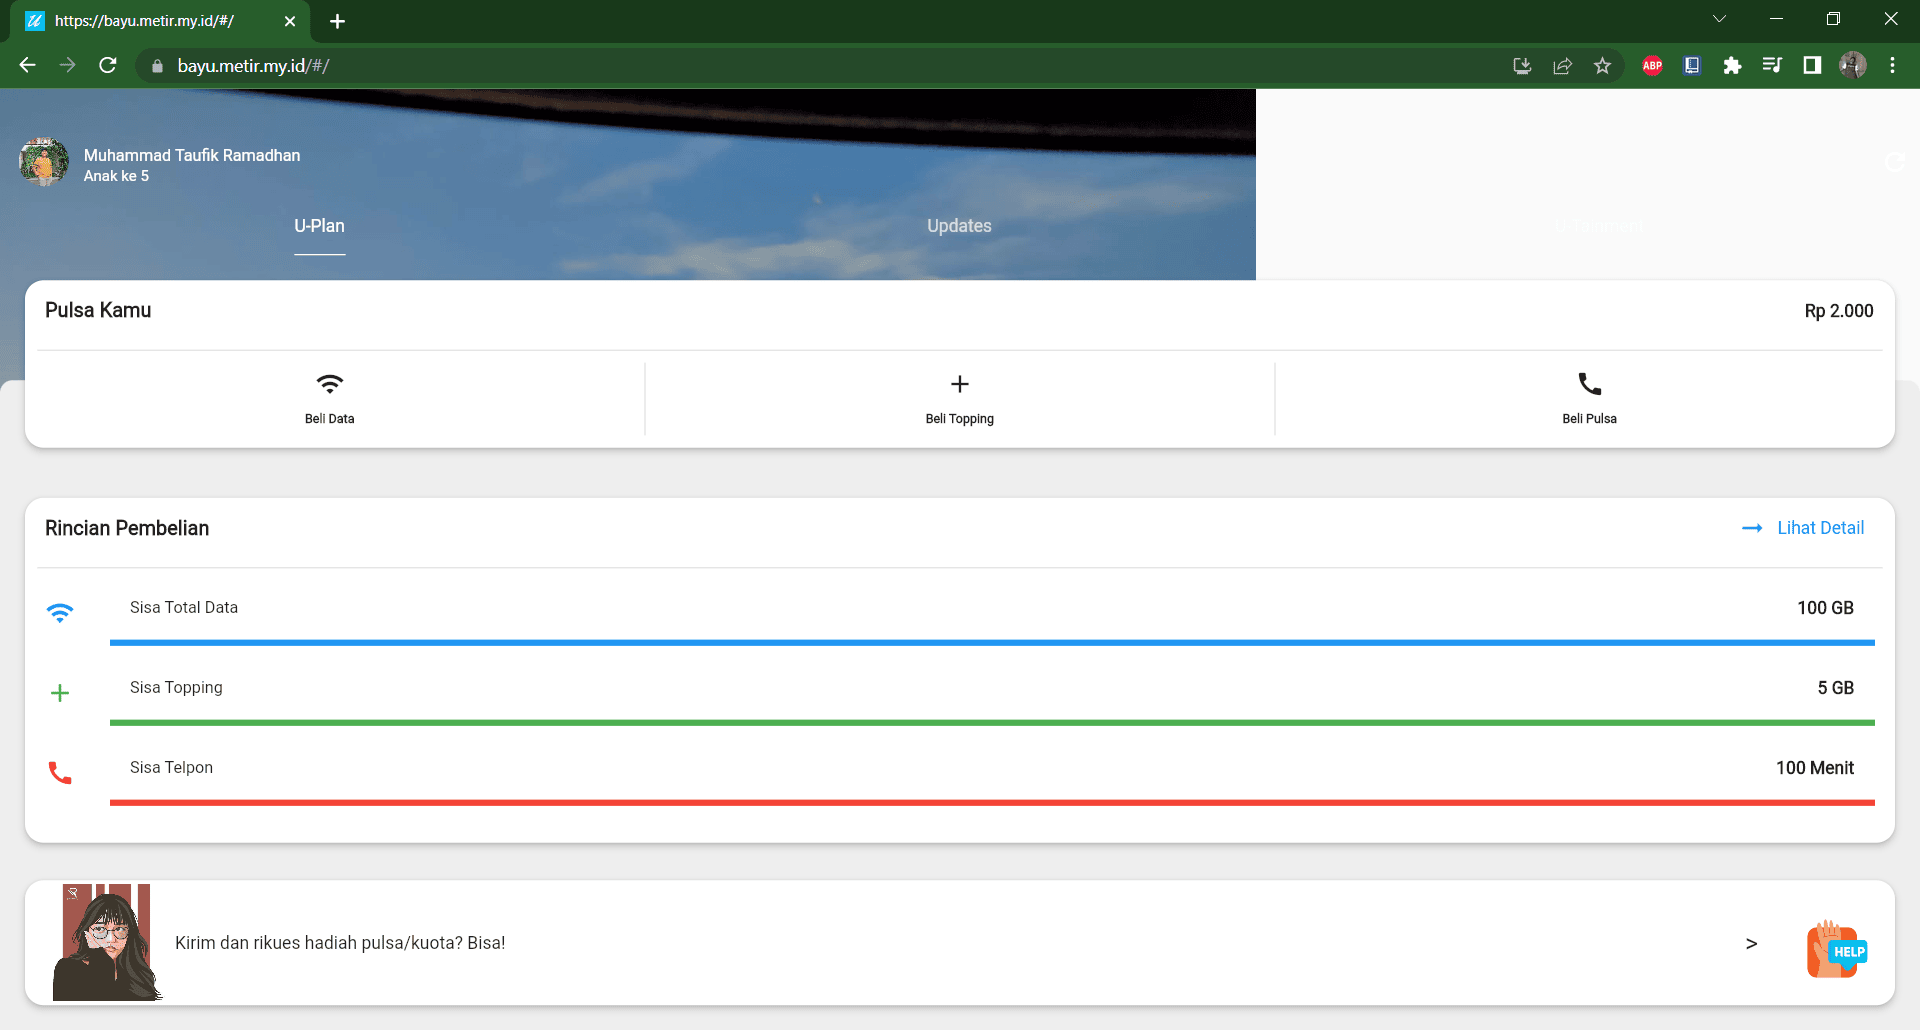 https://bayu.metir.my.id/#/
bayu.metir.my.id/#/
ABP
Muhammad Taufik Ramadhan
Anak ke 5
U-Plan
Updates
Pulsa Kamu
Rp 2.000
Beli Data
Beli Topping
Beli Pulsa
Rincian Pembelian
Lihat Detail
Sisa Total Data
100 GB
Sisa Topping
5 GB
Sisa Telpon
100 Menit
Kirim dan rikues hadiah pulsa/kuota? Bisa!
>
HELP